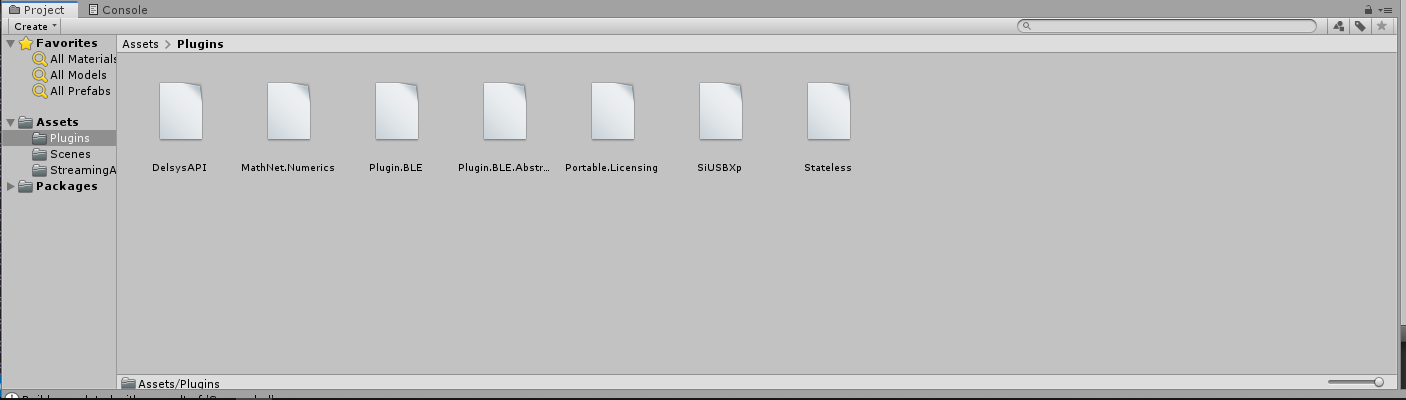 Project Console
Create
Favorites
All Materials
All Models
All Prefabs
Assets
Plugins
Scenes
StreamingA
Packages
Assets > Plugins
DelsysAPI MathNet.Numerics Plugin.BLE Plugin.BLE.Abstr... Portable.Licensing SiUSBXp Stateless
Assets/Plugins